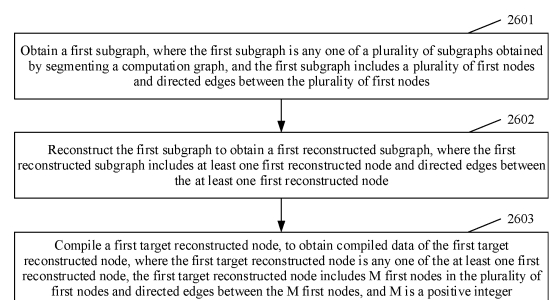 2601
Obtain a first subgraph, where the first subgraph is any one of a plurality of subgraphs obtained
by segmenting a computation graph, and the first subgraph includes a plurality of first nodes
and directed edges between the plurality of first nodes
2602
Reconstruct the first subgraph to obtain a first reconstructed subgraph, where the first
reconstructed subgraph includes at least one first reconstructed node and directed edges between
the at least one first reconstructed node
2603
Compile a first target reconstructed node, to obtain compiled data of the first target
reconstructed node, where the first target reconstructed node is any one of the at least one first
reconstructed node, the first target reconstructed node includes M first nodes in the plurality of
first nodes and directed edges between the M first nodes, and M is a positive integer